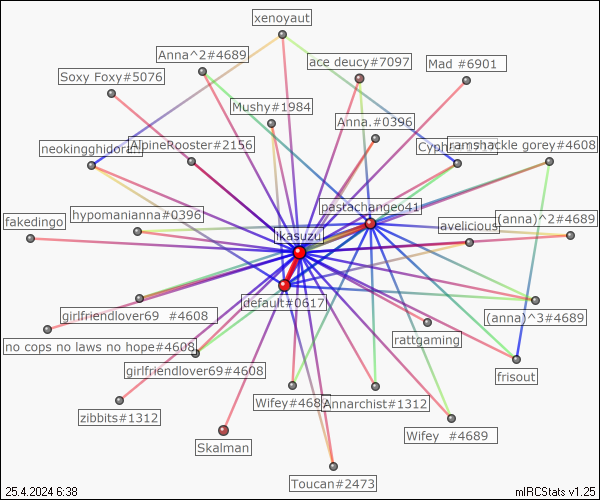 xenoyaut
Anna^2#4689
ace deucy#7097
Mad #6901
Soxy Foxy#5076
Mushy#1984
Anna.#0396
neokingghidorah
AlpineRooster#2156
ramshackle gorey#4608
hypomanianna#0396
pastachangeo41
fakedingo
ikasuzu
avelicious
(anna)^2#4689
default#0617
girlfriendlover69 #4608
(anna)^3#4689
no cops no laws no hope#4608
rattgaming
girlfriendlover69#4608
frisout
zibbits#1312
Annarchist#1312
Skalman
Wifey #4689
Toucan#2473
25.4.2024 6:38
mIRCStats v1.25